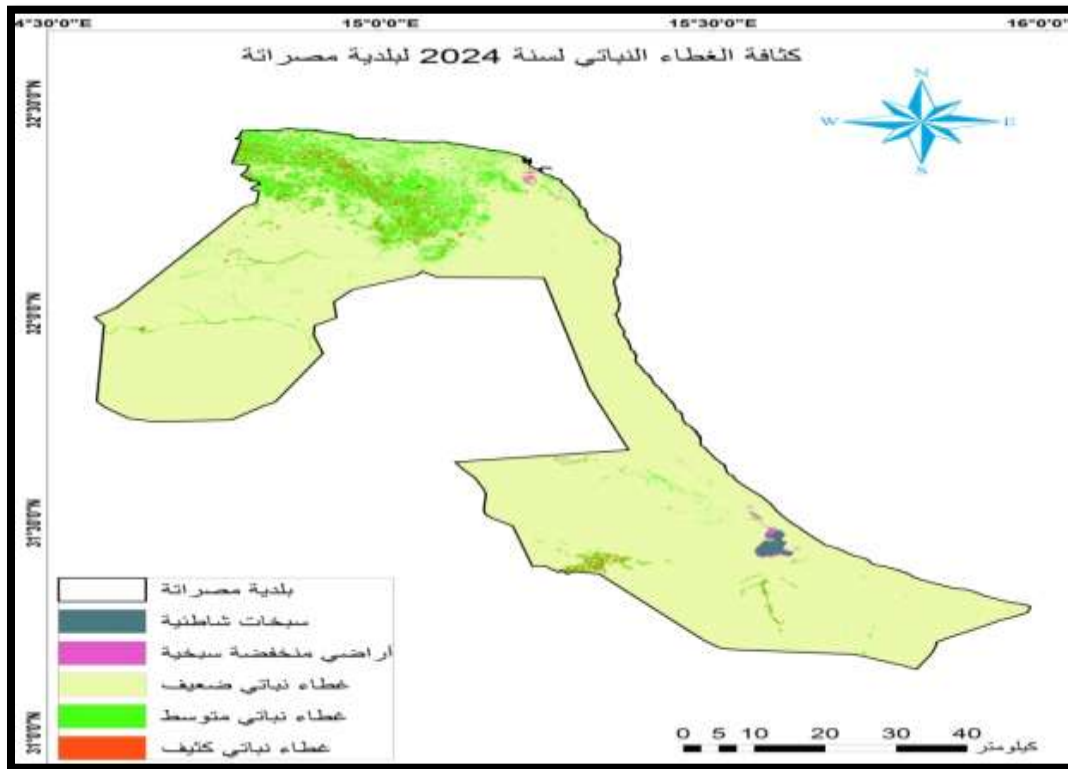 4°30'0"E 15°0'0"E 15°30'0"E 16°0'0
كثافة الغطاء النباتي لسنة 2024 لبلدية مصراتة
N
W E
S
32°30'0"N
32°0'0"N
31°30'0"N
31°0'0"N
بلدية مصراتة
سبخات شاطئية
اراضي منخفضة سبخية
غطاء نباتي ضعيف
غطاء نباتي متوسط
غطاء نباتي كثيف
0 5 10 20 30 40
كيلومتر